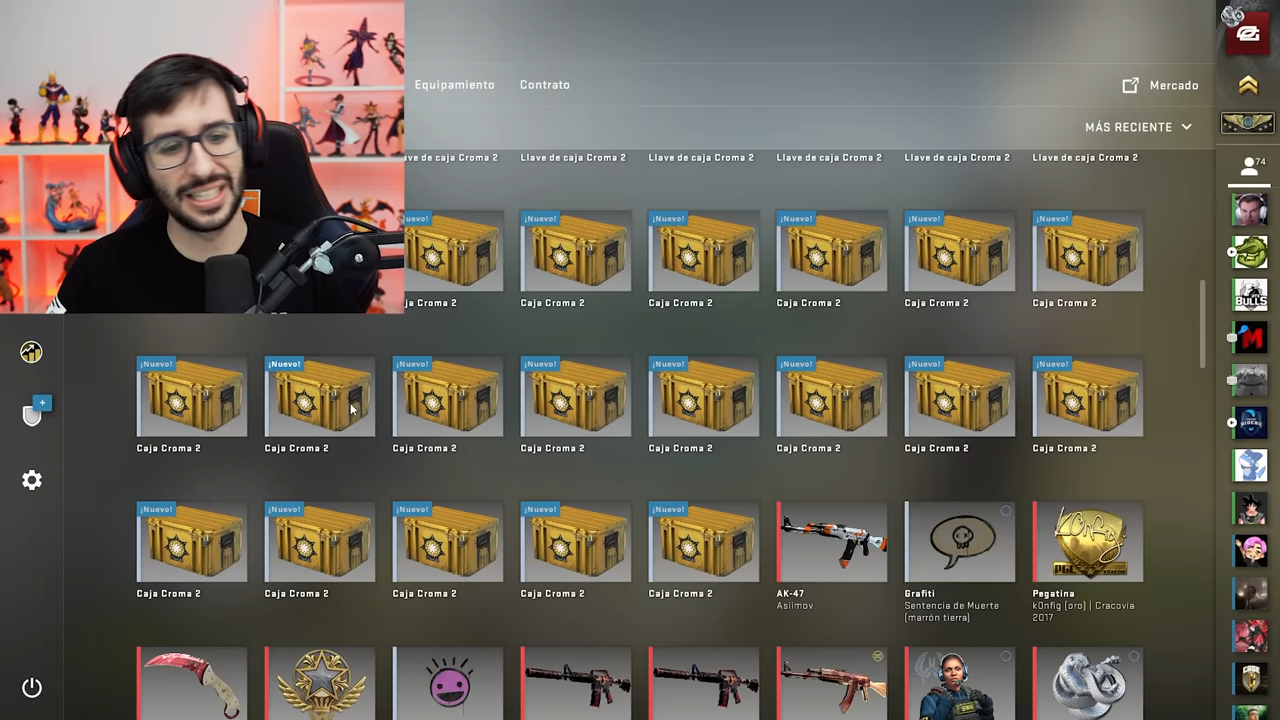 Equipamiento
Contrato
Mercado
MÁS RECIENTE
74
ave de caja Croma 2
Llave de caja Croma 2
Llave de caja Croma 2
Llave de caja Croma 2
Llave de caja Croma 2
Llave de caja Croma 2
uevo!
¡Nuevo!
¡Nuevo!
¡Nuevo!
¡Nuevo!
¡Nuevo!
aja Croma 2
Caja Croma 2
Caja Croma 2
Caja Croma 2
Caja Croma 2
Caja Croma 2
BULLS
M
¡Nuevo!
¡Nuevo!
¡Nuevo!
¡Nuevo!
¡Nuevo!
¡Nuevo!
¡Nuevo!
¡Nuevo!
Caja Croma 2
Caja Croma 2
Caja Croma 2
Caja Croma 2
Caja Croma 2
Caja Croma 2
Caja Croma 2
Caja Croma 2
¡Nuevo!
¡Nuevo!
¡Nuevo!
¡Nuevo!
¡Nuevo!
Caja Croma 2
Caja Croma 2
Caja Croma 2
Caja Croma 2
Caja Croma 2
AK-47
Asiimov
Grafiti
Sentencia de Muerte
(marrón tierra)
Pegatina
k0nfig (oro) | Cracovia
2017